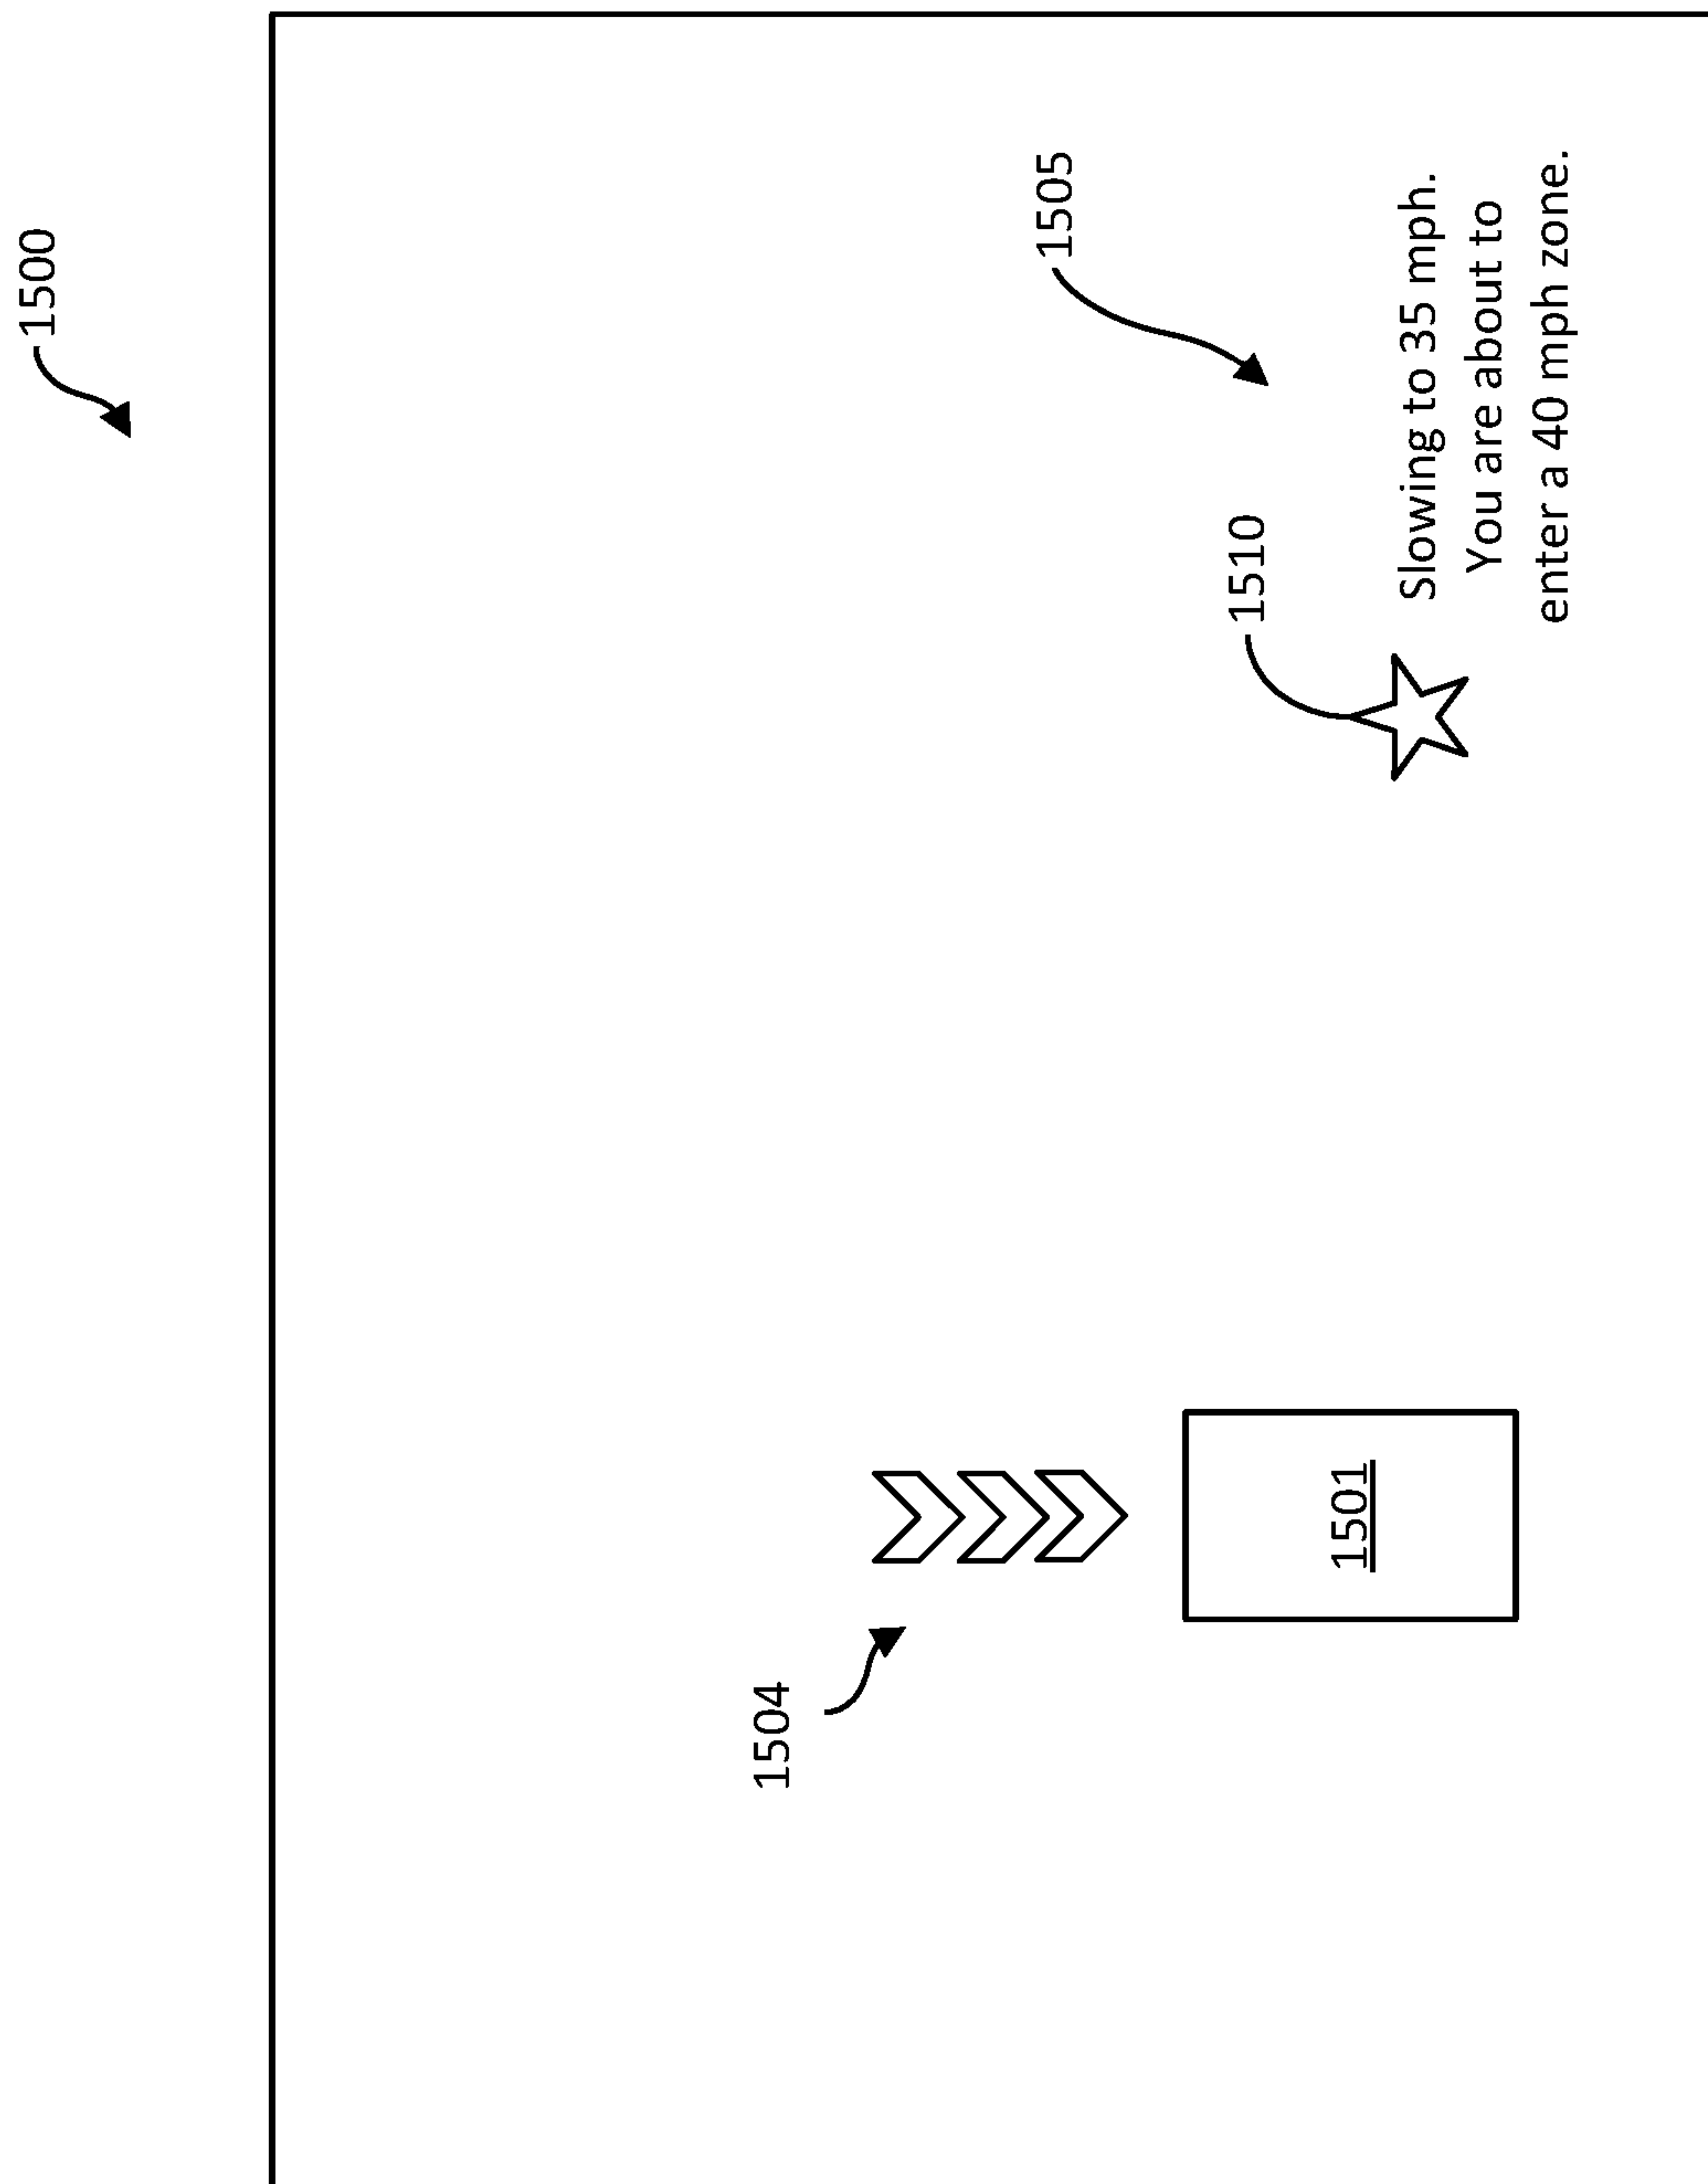 1500
1505
1504
1510
Slowing to 35 mph.
You are about to
enter a 40 mph zone.
1501